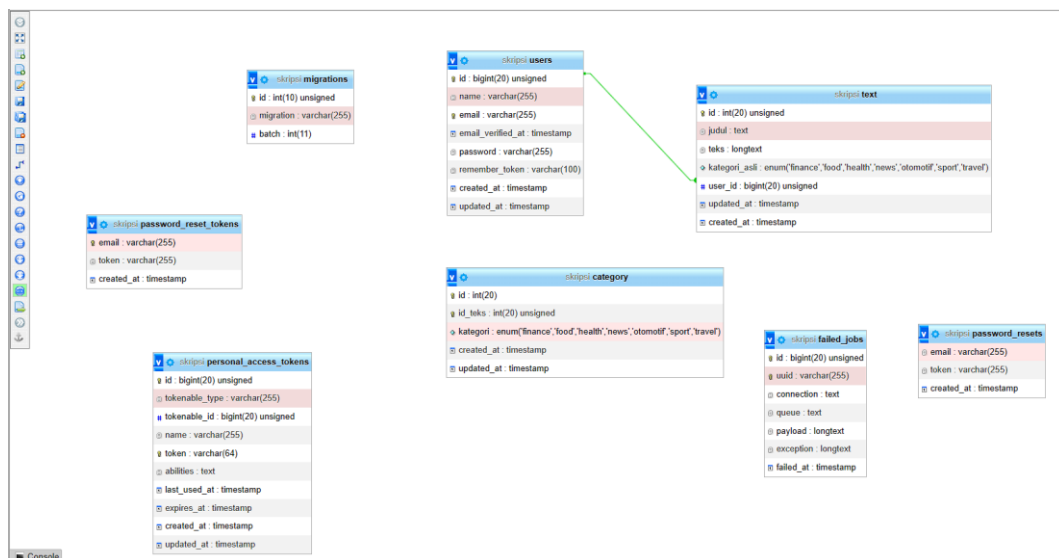 skripsi migrations
id : int(10) unsigned
migration : varchar(255)
batch : int(11)
skripsi users
id : bigint(20) unsigned
name : varchar(255)
email : varchar(255)
email_verified_at : timestamp
password : varchar(255)
remember_token : varchar(100)
created_at : timestamp
updated_at : timestamp
skripsi text
id : int(20) unsigned
judul : text
teks : longtext
kategori_asli : enum('finance','food','health','news','otomotif','sport','travel')
user_id : bigint(20) unsigned
updated_at : timestamp
created_at : timestamp
skripsi password_reset_tokens
email : varchar(255)
token : varchar(255)
created_at : timestamp
skripsi category
id : int(20)
id_teks : int(20) unsigned
kategori : enum('finance','food','health','news','otomotif','sport','travel')
created_at : timestamp
updated_at : timestamp
skripsi failed_jobs
id : bigint(20) unsigned
uuid : varchar(255)
connection : text
queue : text
payload : longtext
exception : longtext
failed_at : timestamp
skripsi password_resets
email : varchar(255)
token : varchar(255)
created_at : timestamp
skripsi personal_access_tokens
id : bigint(20) unsigned
tokenable_type : varchar(255)
tokenable_id : bigint(20) unsigned
name : varchar(255)
token : varchar(64)
abilities : text
last_used_at : timestamp
expires_at : timestamp
created_at : timestamp
updated_at : timestamp
Console